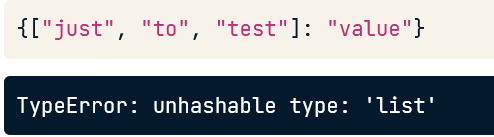 {["just", "to", "test"]: "value"}
TypeError: unhashable type: 'list'